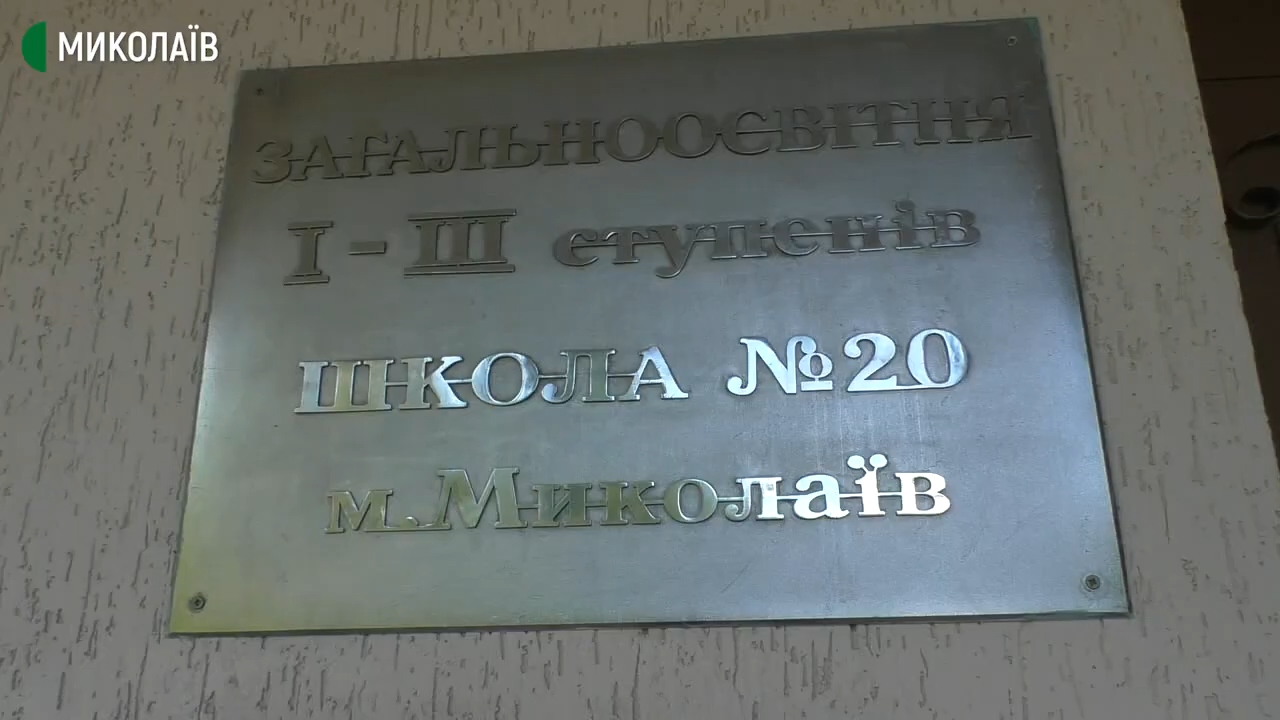 МИКОЛАЇВ
ЗАГАЛЬНООСВІТНЯ
І-ІІІ ступенів
ШКОЛА №20
м.Миколаїв